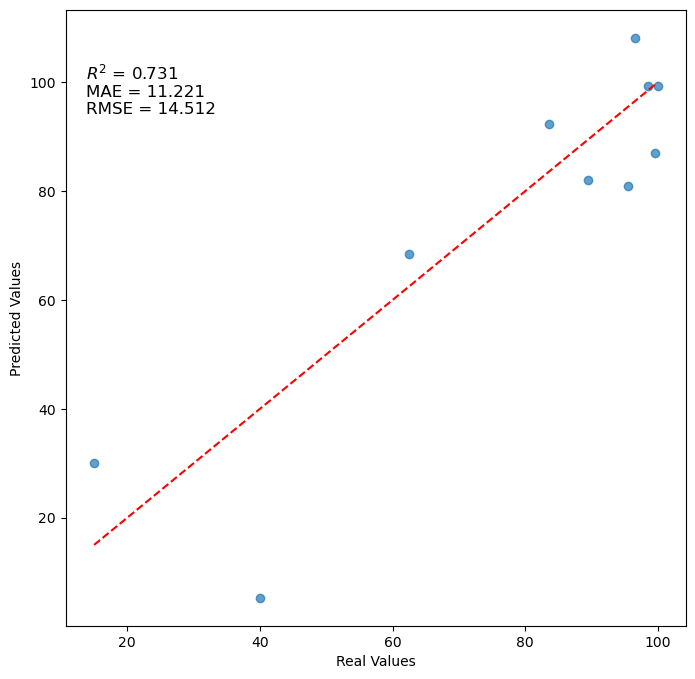 R² = 0.731
MAE = 11.221
RMSE = 14.512
100
80
60
40
20
Predicted Values
20 40 60 80 100
Real Values